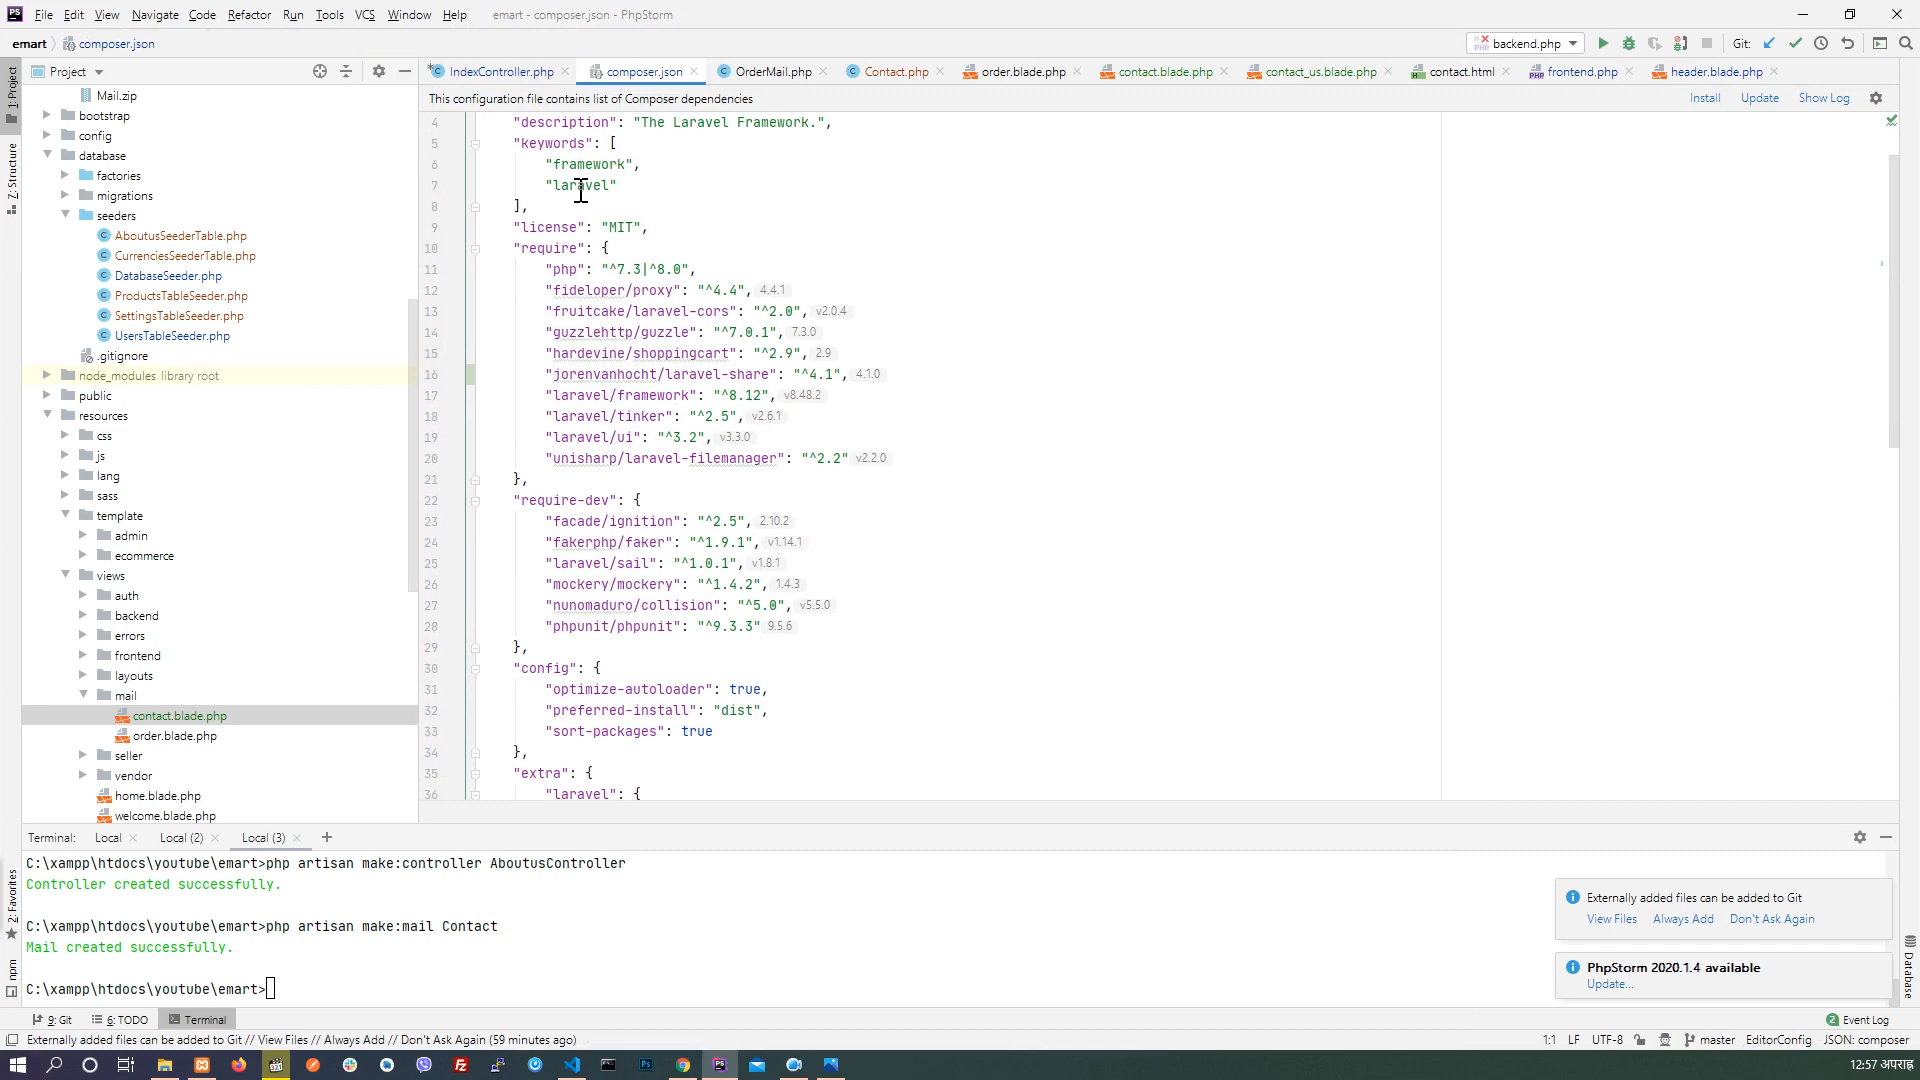 File Edit View Navigate Code Refactor Run Tools VCS Window Help emart - composer.json - PhpStorm
emart composer.json backend.php Git:
Project IndexController.php composer.json OrderMail.php Contact.php order.blade.php contact.blade.php contact_us.blade.php contact.html frontend.php header.blade.php
This configuration file contains list of Composer dependencies Install Update Show Log
1: Project
Z: Structure
2: Favorites
npm
Database
Mail.zip
bootstrap
config
database
factories
migrations
seeders
AboutusSeederTable.php
CurrenciesSeederTable.php
DatabaseSeeder.php
ProductsTableSeeder.php
SettingsTableSeeder.php
UsersTableSeeder.php
.gitignore
node_modules library root
public
resources
css
js
lang
sass
template
admin
ecommerce
views
auth
backend
errors
frontend
layouts
mail
contact.blade.php
order.blade.php
seller
vendor
home.blade.php
welcome.blade.php
4 "description": "The Laravel Framework.",
5 "keywords": [
6 "framework",
7 "laravel"
8 ],
9 "license": "MIT",
10 "require": {
11 "php": "^7.3|^8.0",
12 "fideloper/proxy": "^4.4", 4.4.1
13 "fruitcake/laravel-cors": "^2.0", v2.0.4
14 "guzzlehttp/guzzle": "^7.0.1", 7.3.0
15 "hardevine/shoppingcart": "^2.9", 2.9
16 "jorenvanhocht/laravel-share": "^4.1", 4.1.0
17 "laravel/framework": "^8.12", v8.48.2
18 "laravel/tinker": "^2.5", v2.6.1
19 "laravel/ui": "^3.2", v3.3.0
20 "unisharp/laravel-filemanager": "^2.2" v2.2.0
21 },
22 "require-dev": {
23 "facade/ignition": "^2.5", 2.10.2
24 "fakerphp/faker": "^1.9.1", v1.14.1
25 "laravel/sail": "^1.0.1", v1.8.1
26 "mockery/mockery": "^1.4.2", 1.4.3
27 "nunomaduro/collision": "^5.0", v5.5.0
28 "phpunit/phpunit": "^9.3.3" 9.5.6
29 },
30 "config": {
31 "optimize-autoloader": true,
32 "preferred-install": "dist",
33 "sort-packages": true
34 },
35 "extra": {
36 "laravel": {
Terminal: Local Local (2) Local (3)
C:\xampp\htdocs\youtube\emart>php artisan make:controller AboutusController
Controller created successfully.
C:\xampp\htdocs\youtube\emart>php artisan make:mail Contact
Mail created successfully.
C:\xampp\htdocs\youtube\emart>
Externally added files can be added to Git
View Files Always Add Don't Ask Again
PhpStorm 2020.1.4 available
Update...
9: Git 6: TODO Terminal 2 Event Log
Externally added files can be added to Git // View Files // Always Add // Don't Ask Again (59 minutes ago) 1:1 LF UTF-8 master EditorConfig JSON: composer
12:57 अपराह्न